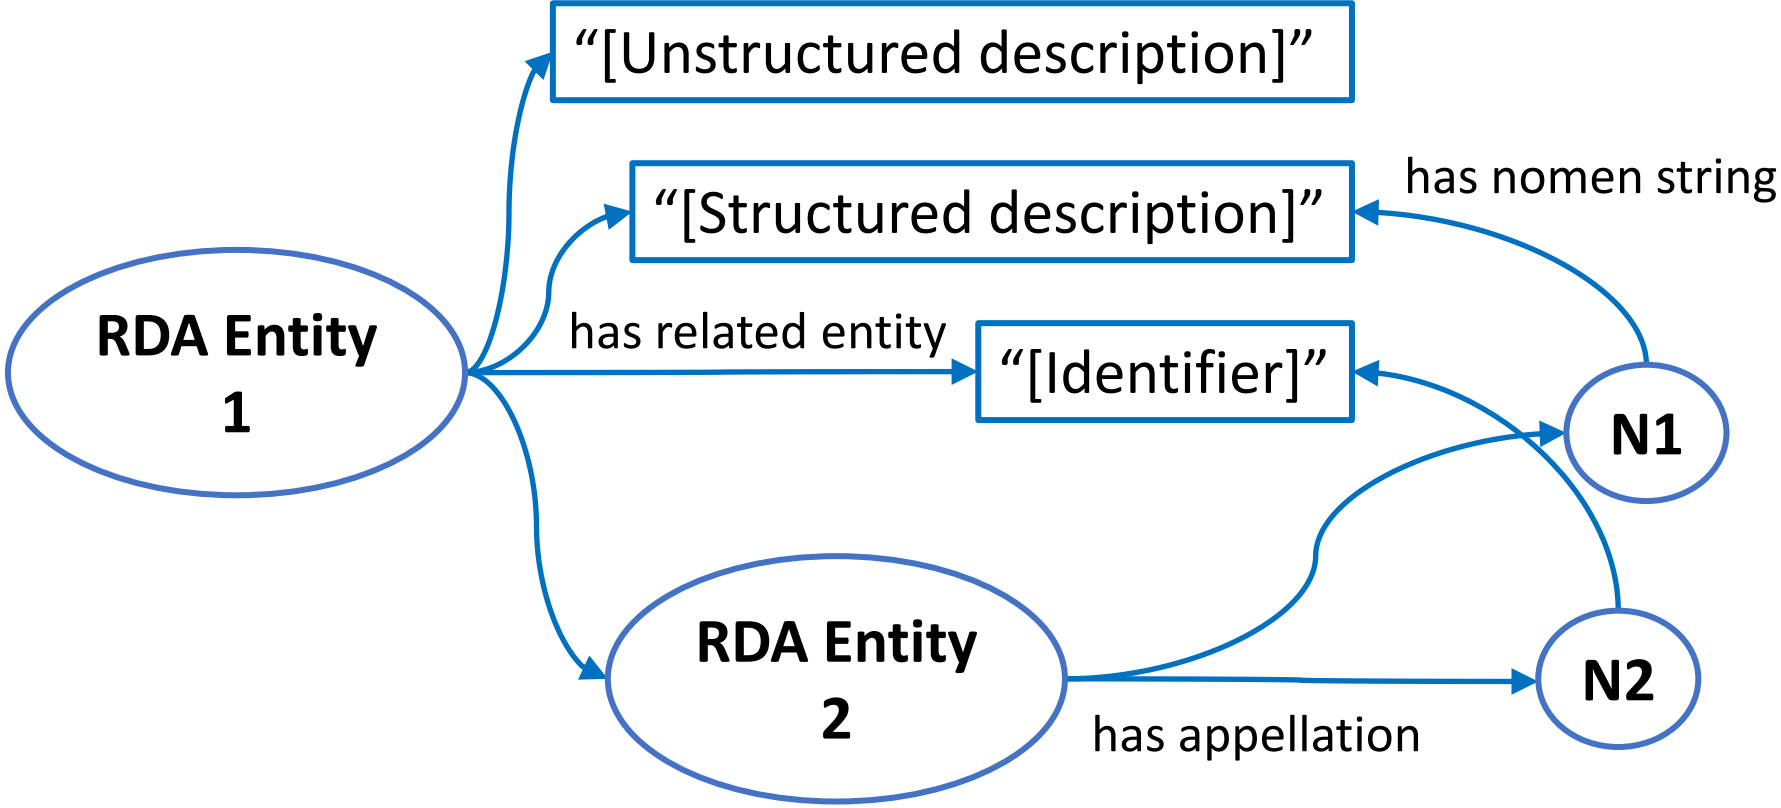 “[Unstructured description]”
“[Structured description]”
has nomen string
RDA Entity
1
has related entity
“[Identifier]”
N1
RDA Entity
2
N2
has appellation